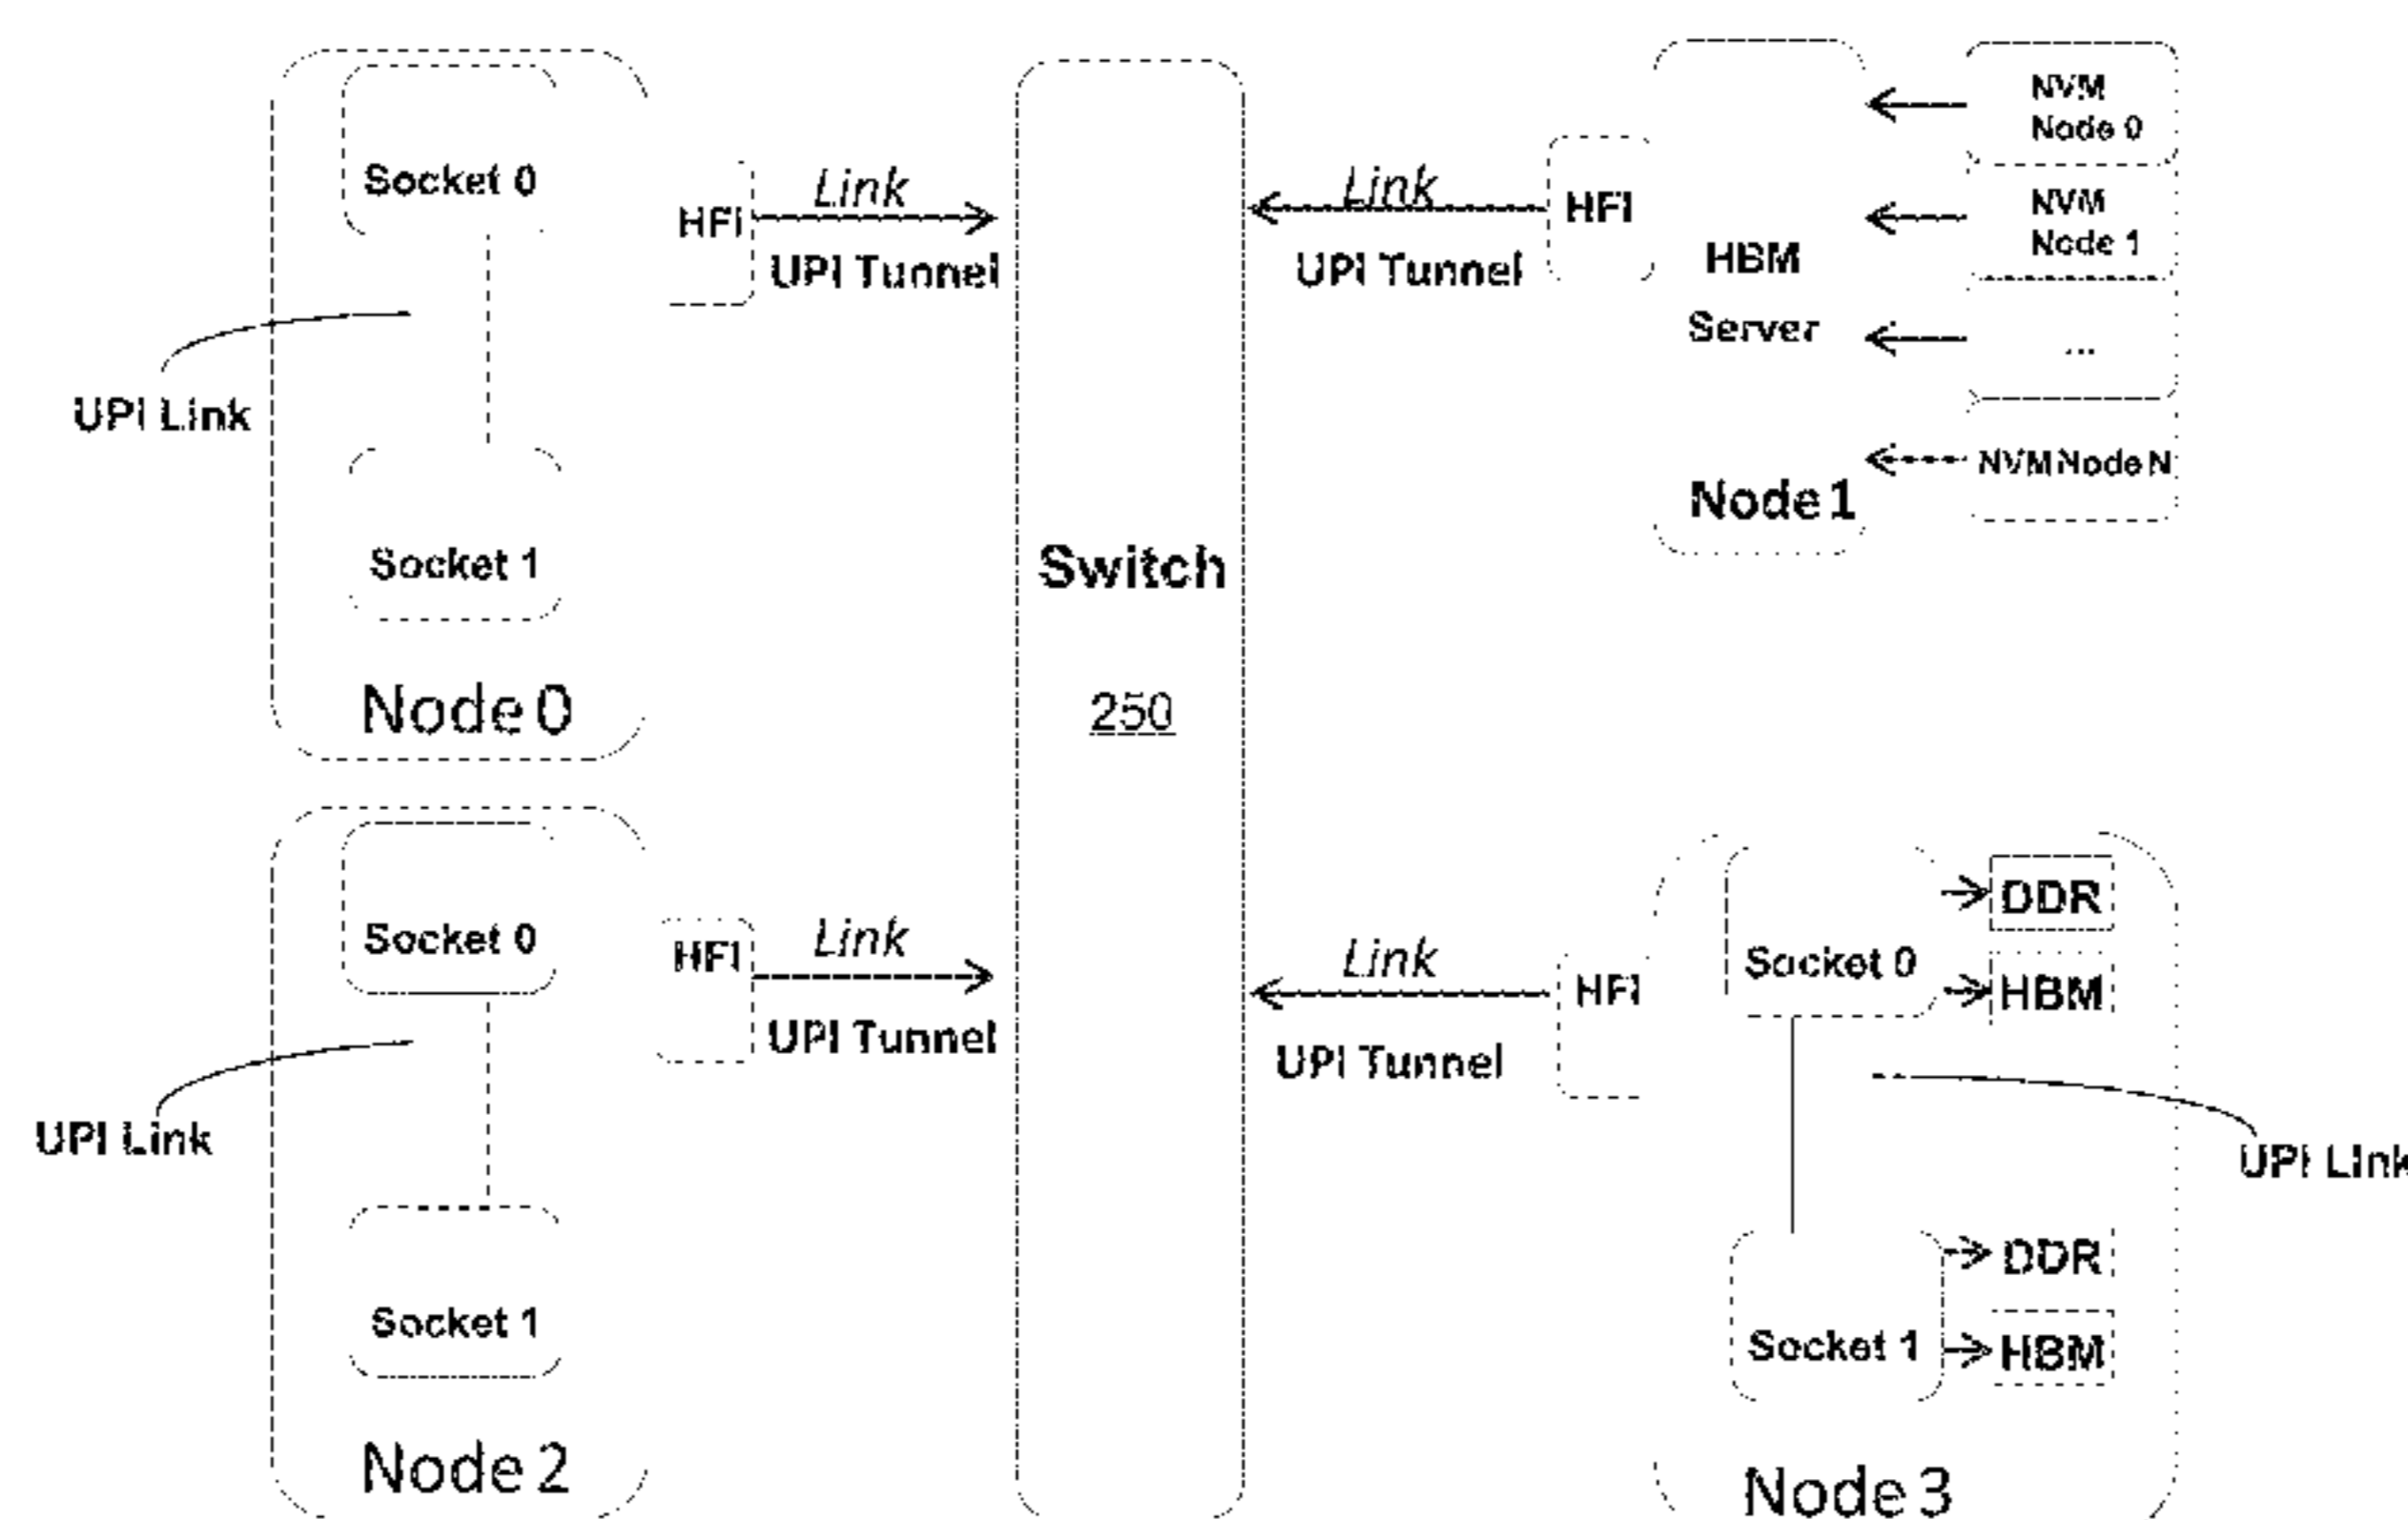 Socket 0
HFI
Link
UPI Tunnel
UPI Link
Socket 1
Node 0
Switch
250
Link
UPI Tunnel
HFI
HBM
Server
Node 1
NVM
Node 0
NVM
Node 1
...
NVM Node N
Socket 0
HFI
Link
UPI Tunnel
UPI Link
Socket 1
Node 2
Link
UPI Tunnel
HFI
Socket 0
DDR
HBM
UPI Link
Socket 1
DDR
HBM
Node 3